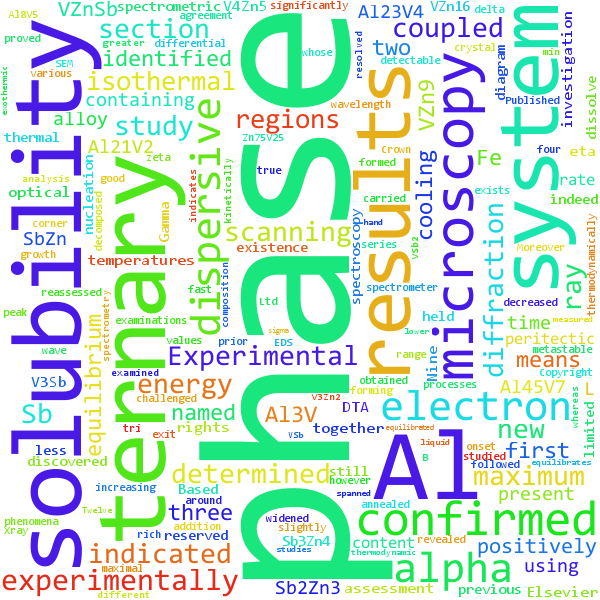 phase
solubility
ternary
Al
system
results
microscopy
electron
confirmed
alpha
Experimental
experimentally
indicated
determined
energy
maximum
dispersive
regions
study
section
isothermal
scanning
diffraction
coupled
identified
containing
alloy
Al21V2
optical
SbZn
thermal
nucleation
temperatures
equilibrium
V3Sb
Sb
less
discovered
named
rights
Al3V
DTA
together
three
Based
around
reserved
increasing
phenomena
Xray
various
addition
tri
exit
rich
maximal
different
Twelve
widened
slightly
studies
thermodynamic
Sb3Zn4
Sb2Zn3
content
assessment
previous
Elsevier
using
positively
present
first
new
limited
L
means
Al45V7
peritectic
time
ray
indeed
rate
eta
Fe
VZn9
two
cooling
Al23V4
VZn16
delta
V4Zn5
VZnSb
spectrometric
significantly
agreement
proved
greater
differential
Al8V5
SEM
exothermic
min
crystal
detectable
whose
resolved
wavelength
diagram
Published
four
investigation
dissolve
Zn75V25
true
Crown
formed
carried
exists
Moreover
thermodynamically
metastable
Copyright
whereas
measured
decreased
held
spectrometer
spectroscopy
series
hand
existence
Ltd
EDS
values
range
prior
composition
kinetically
indicates
Zeta
good
Gamma
fast
decomposed
analysis
corner
growth
reassessed
examinations
peak
wave
spectrometry
examined
challenged
sigma
lower
vsb2
obtained
processes
forming
V3Zn2
VSb
equilibrated
liquid
spanned
still
however
B
annealed
revealed
onset
studied
followed
equilibrates
Nine